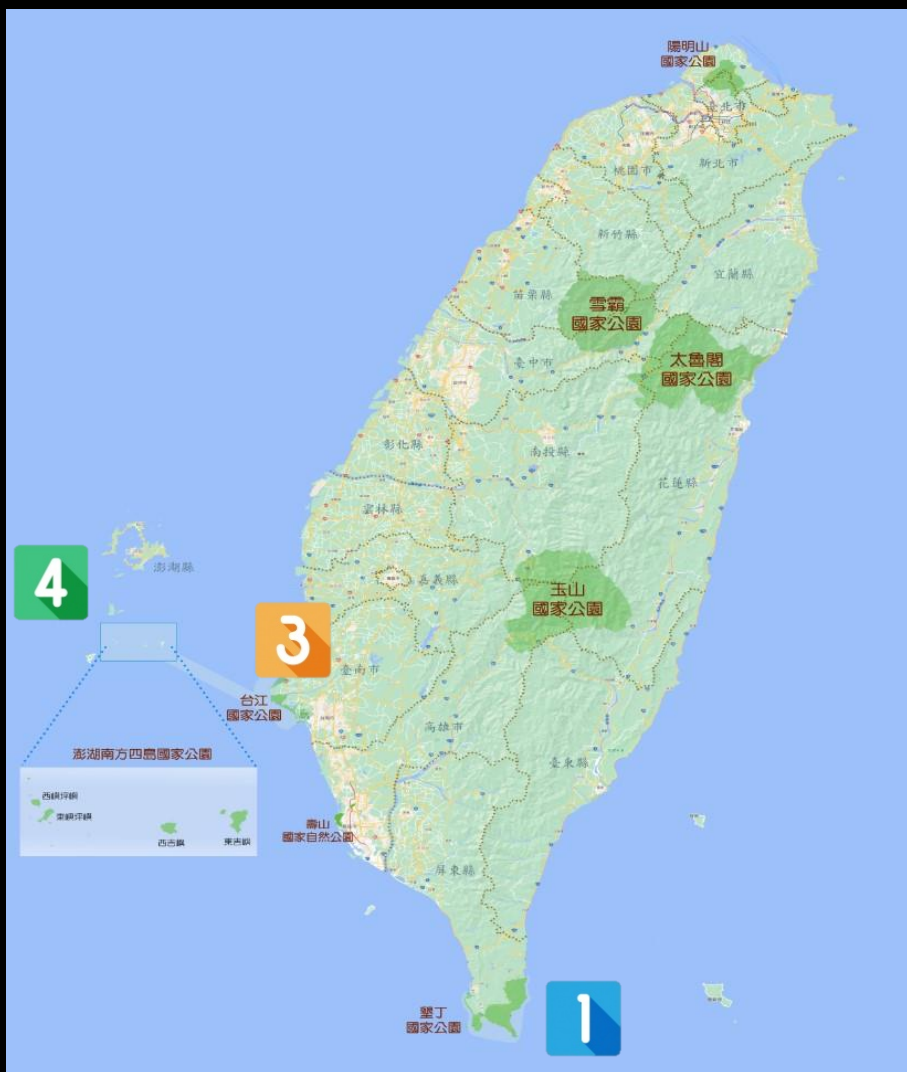 陽明山
國家公園
臺北市
新北市
桃園市
新竹縣
宜蘭縣
苗栗縣
雪霸
國家公園
太魯閣
國家公園
臺中市
彰化縣
南投縣
花蓮縣
雲林縣
澎湖縣
4
嘉義縣
玉山
國家公園
3
臺南市
台江
國家公園
高雄市
澎湖南方四島國家公園
臺東縣
西嶼坪嶼
東嶼坪嶼
西吉嶼
東吉嶼
壽山
國家自然公園
屏東縣
墾丁
國家公園
1